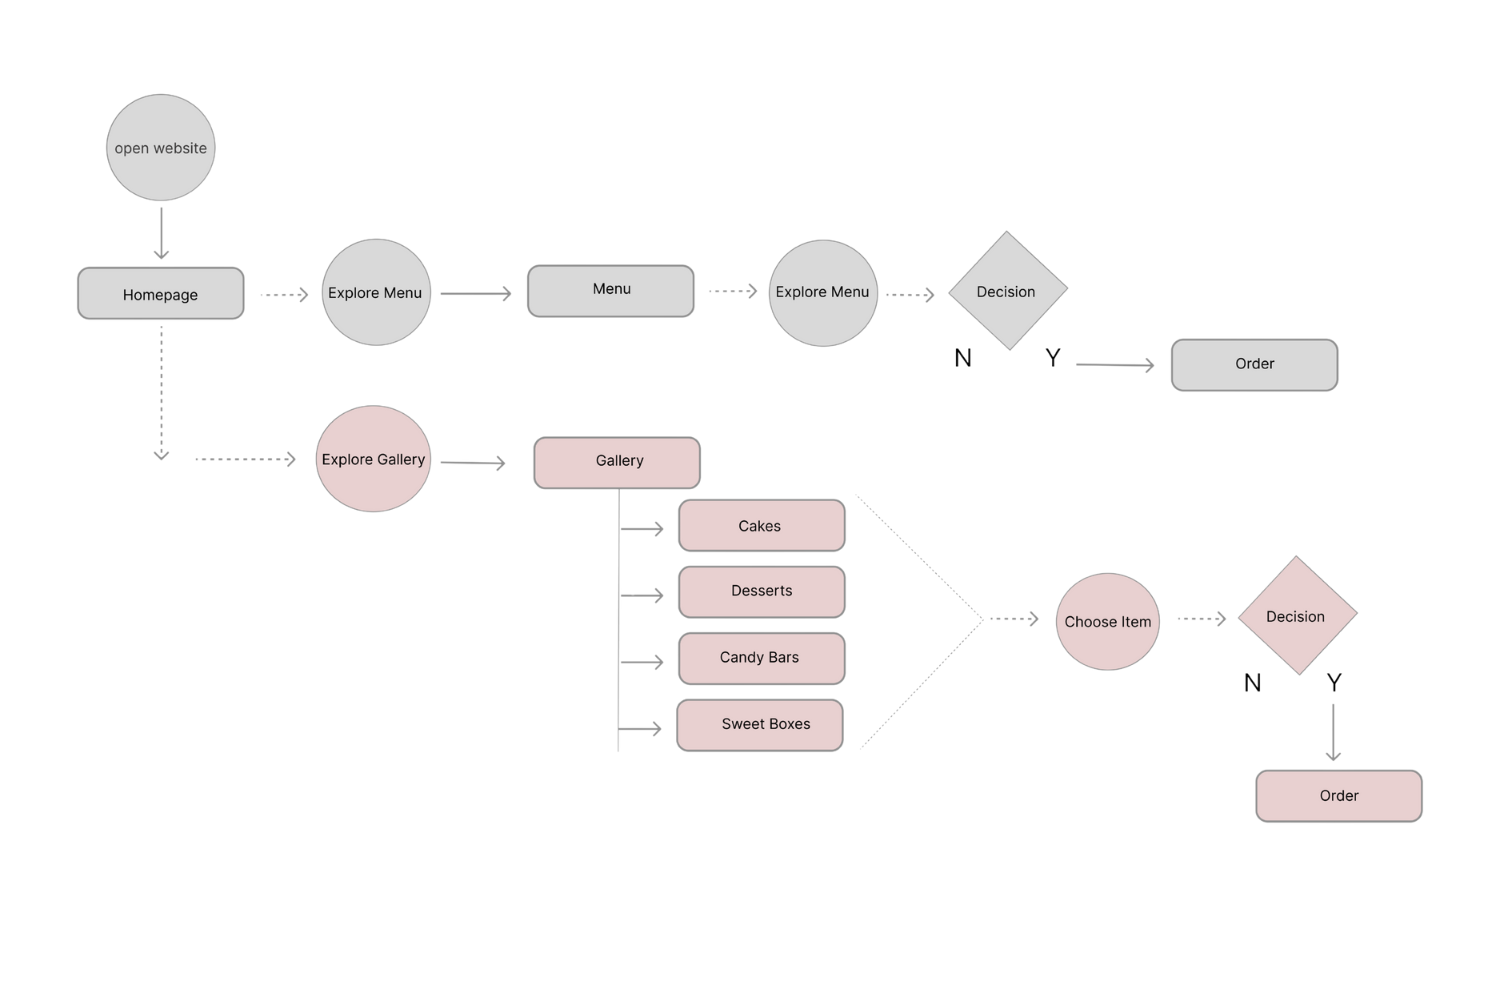 open website
Homepage
Explore Menu
Menu
Explore Menu
Decision
N
Y
Order
Explore Gallery
Gallery
Cakes
Desserts
Candy Bars
Sweet Boxes
Choose Item
Decision
N
Y
Order